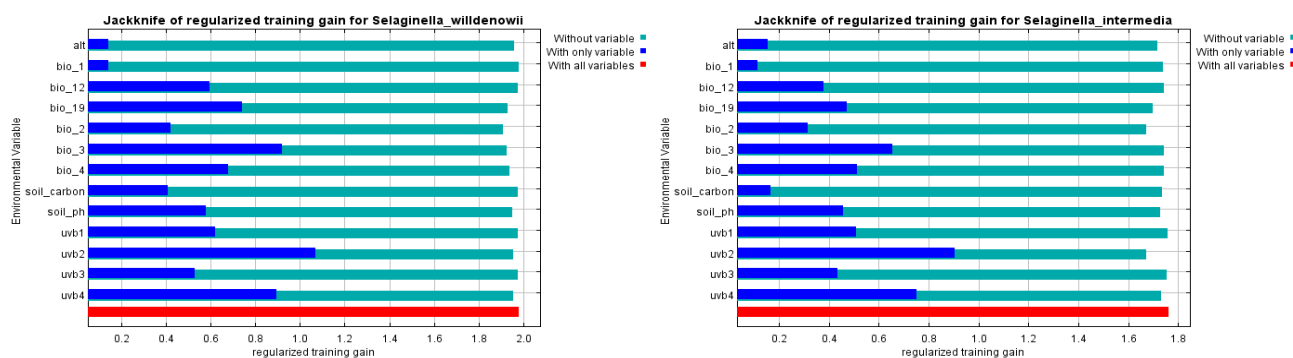 Jackknife of regularized training gain for Selaginella_willdenowii
Environmental Variable
alt
bio_1
bio_12
bio_19
bio_2
bio_3
bio_4
soil_carbon
soil_ph
uvb1
uvb2
uvb3
uvb4
0.2 0.4 0.6 0.8 1.0 1.2 1.4 1.6 1.8 2.0
regularized training gain
Without variable
With only variable
With all variables
Jackknife of regularized training gain for Selaginella_intermedia
Environmental Variable
alt
bio_1
bio_12
bio_19
bio_2
bio_3
bio_4
soil_carbon
soil_ph
uvb1
uvb2
uvb3
uvb4
0.2 0.4 0.6 0.8 1.0 1.2 1.4 1.6 1.8
regularized training gain
Without variable
With only variable
With all variables